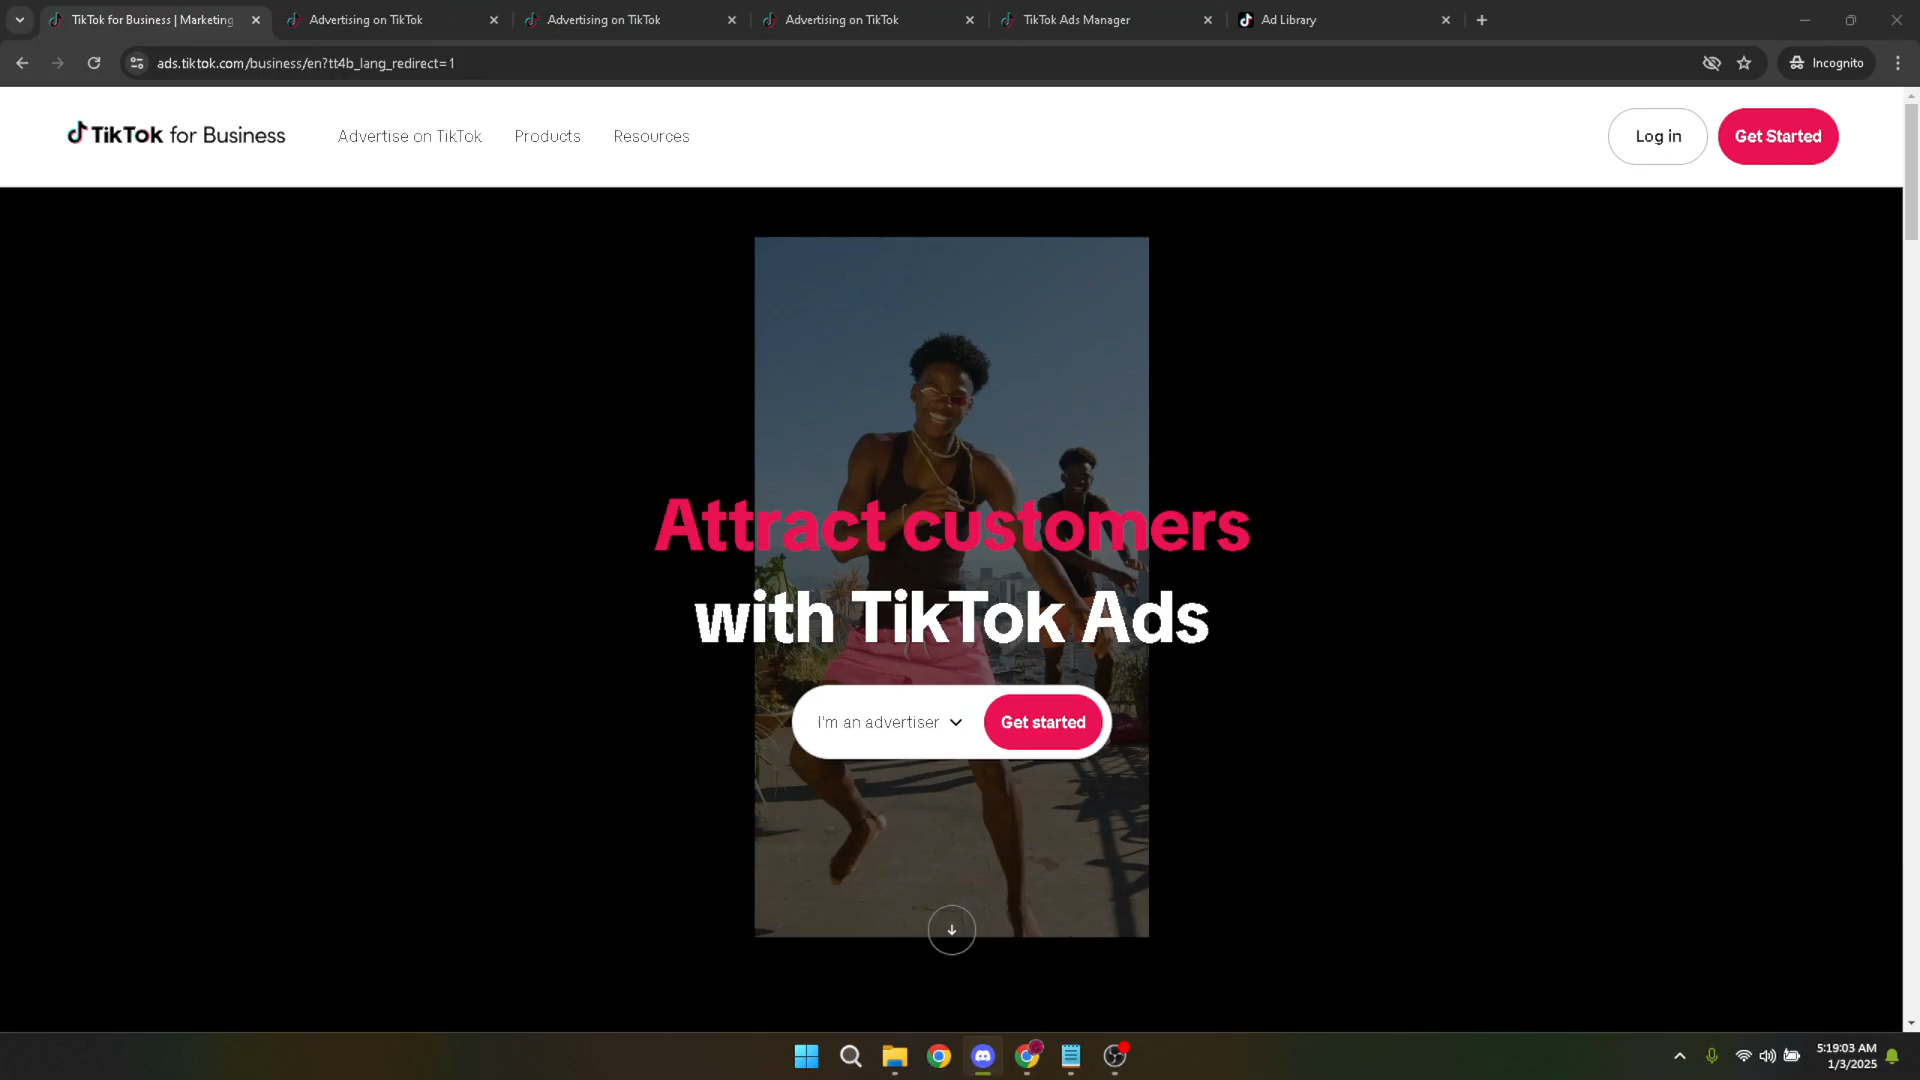 TikTok for Business | Marketing
Advertising on TikTok
Advertising on TikTok
Advertising on TikTok
TikTok Ads Manager
Ad Library
ads.tiktok.com/business/en?tt4b_lang_redirect=1
Incognito
TikTok for Business
Advertise on TikTok
Products
Resources
Log in
Get Started
Attract customers
with TikTok Ads
I'm an advertiser
Get started
5:19:03 AM
1/3/2025